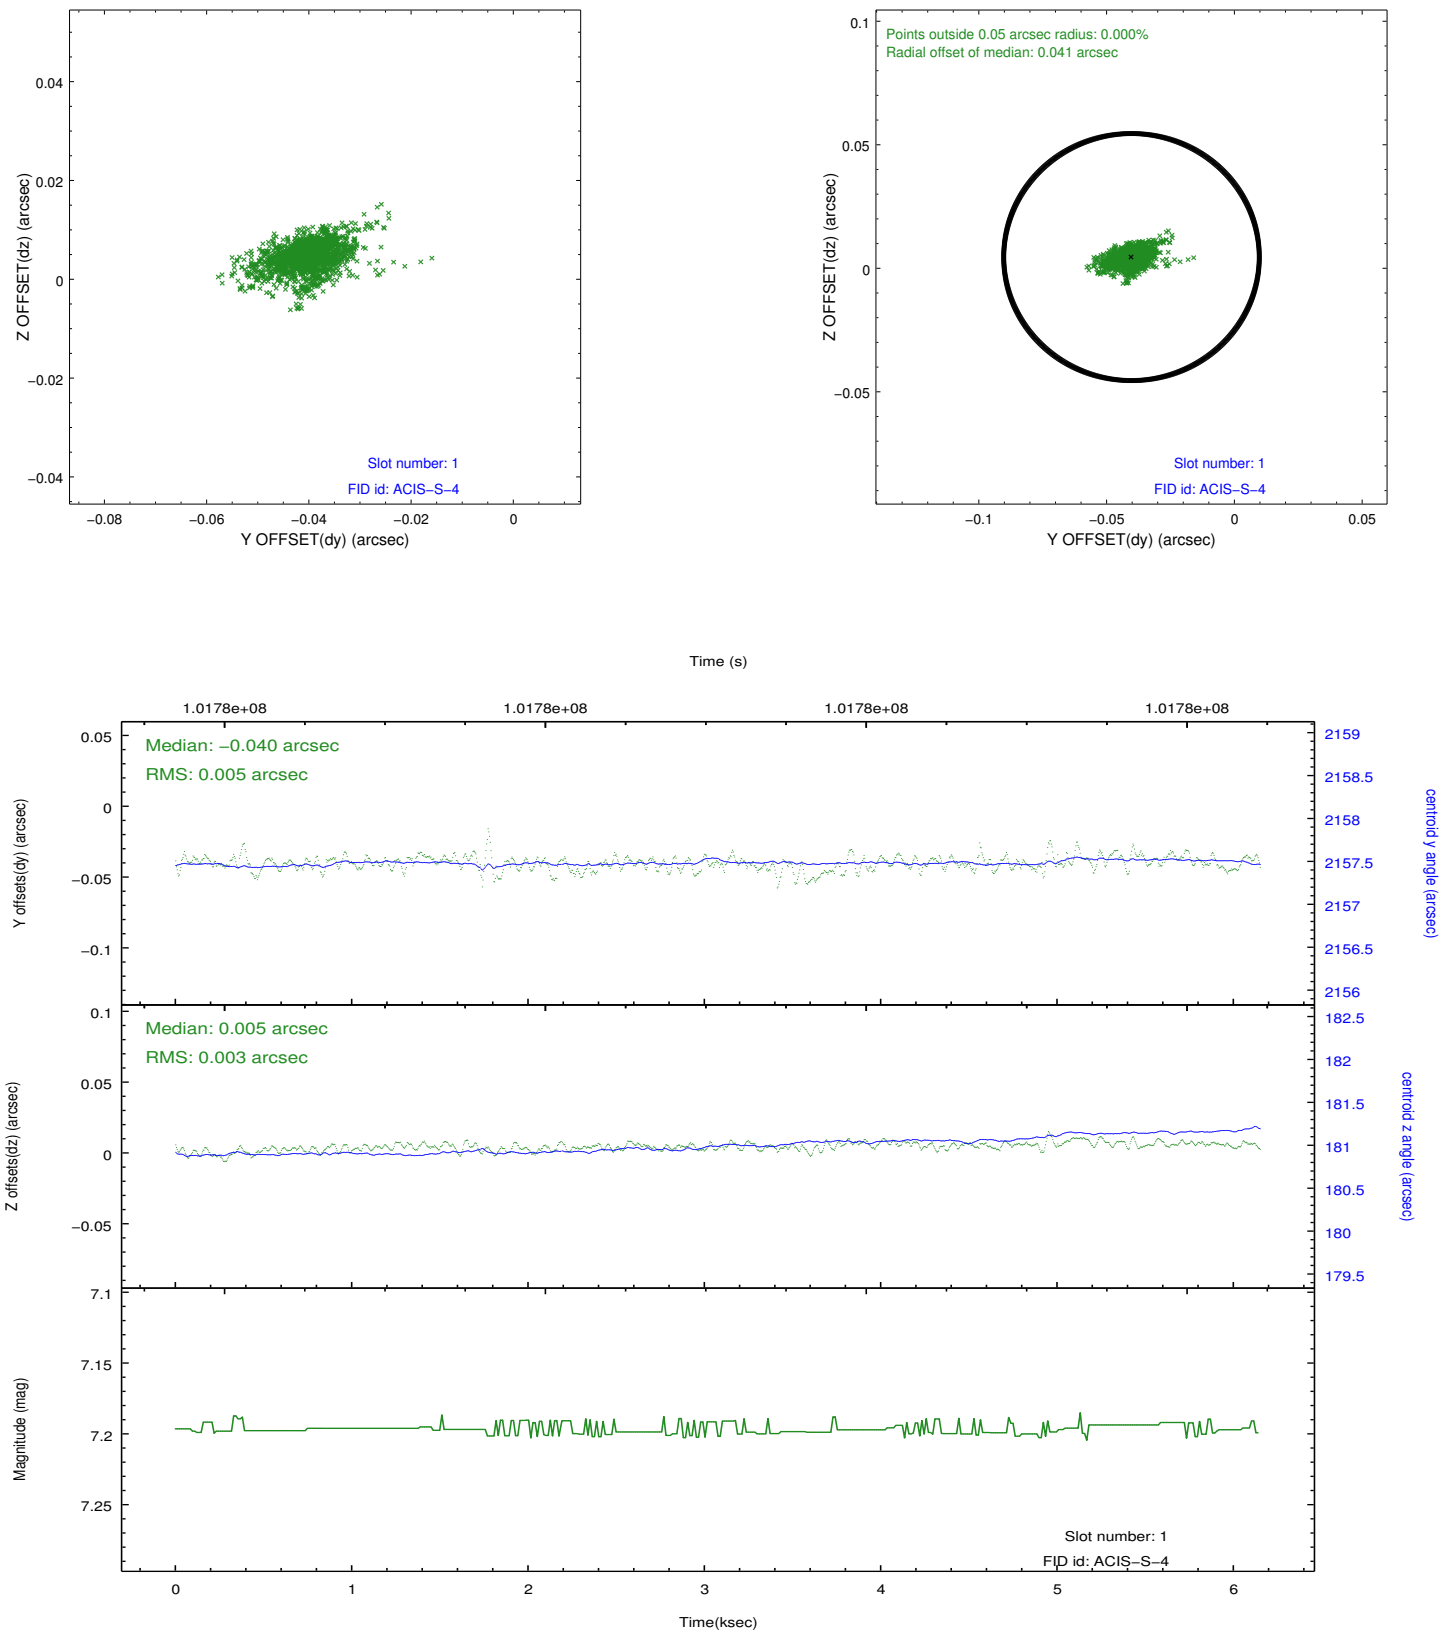 0.04
0.02
0
−0.02
−0.04
Z OFFSET(dz) (arcsec)
Slot number: 1
FID id: ACIS−S−4
−0.08
−0.06
−0.04
−0.02
0
Y OFFSET(dy) (arcsec)
Points outside 0.05 arcsec radius: 0.000%
Radial offset of median: 0.041 arcsec
0.1
0.05
0
−0.05
Z OFFSET(dz) (arcsec)
Slot number: 1
FID id: ACIS−S−4
−0.1
−0.05
0
0.05
Y OFFSET(dy) (arcsec)
Time (s)
1.0178e+08
1.0178e+08
1.0178e+08
1.0178e+08
Median: −0.040 arcsec
RMS: 0.005 arcsec
0.05
0
−0.05
−0.1
Y offsets(dy) (arcsec)
2159
2158.5
2158
2157.5
2157
2156.5
2156
centroid y angle (arcsec)
Median: 0.005 arcsec
RMS: 0.003 arcsec
0.1
0.05
0
−0.05
Z offsets(dz) (arcsec)
182.5
182
181.5
181
180.5
180
179.5
centroid z angle (arcsec)
7.1
7.15
7.2
7.25
Magnitude (mag)
Slot number: 1
FID id: ACIS−S−4
0
1
2
3
4
5
6
Time(ksec)